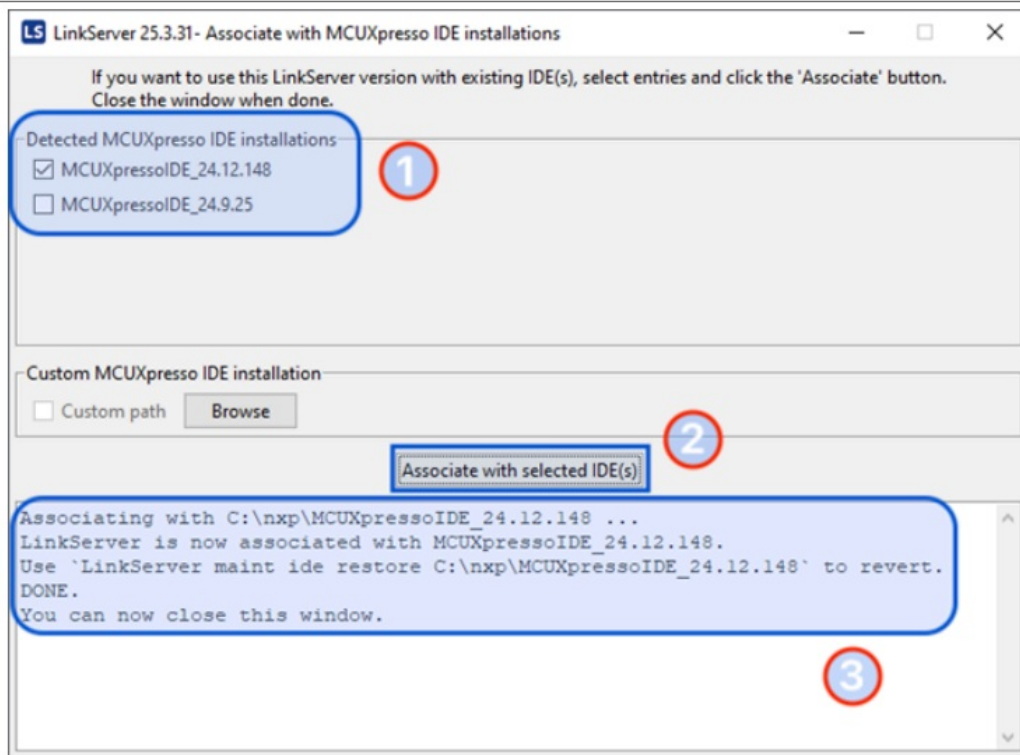 LS LinkServer 25.3.31- Associate with MCUXpresso IDE installations
If you want to use this LinkServer version with existing IDE(s), select entries and click the 'Associate' button.
Close the window when done.
Detected MCUXpresso IDE installations
MCUXpressoIDE_24.12.148
1
MCUXpressoIDE_24.9.25
Custom MCUXpresso IDE installation
Custom path Browse
2
Associate with selected IDE(s)
Associating with C:\nxp\MCUXpressoIDE_24.12.148 ...
LinkServer is now associated with MCUXpressoIDE_24.12.148.
Use `LinkServer maint ide restore C:\nxp\MCUXpressoIDE_24.12.148` to revert.
DONE.
You can now close this window.
3